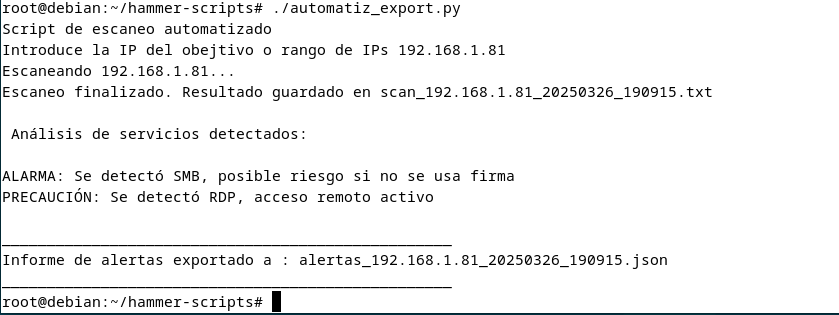 root@debian:~/hammer-scripts# ./automatiz_export.py
Script de escaneo automatizado
Introduce la IP del obejtivo o rango de IPs 192.168.1.81
Escaneando 192.168.1.81...
Escaneo finalizado. Resultado guardado en scan_192.168.1.81_20250326_190915.txt
Análisis de servicios detectados:
ALARMA: Se detectó SMB, posible riesgo si no se usa firma
PRECAUCIÓN: Se detectó RDP, acceso remoto activo
__________________________________________________
Informe de alertas exportado a : alertas_192.168.1.81_20250326_190915.json
__________________________________________________
root@debian:~/hammer-scripts#